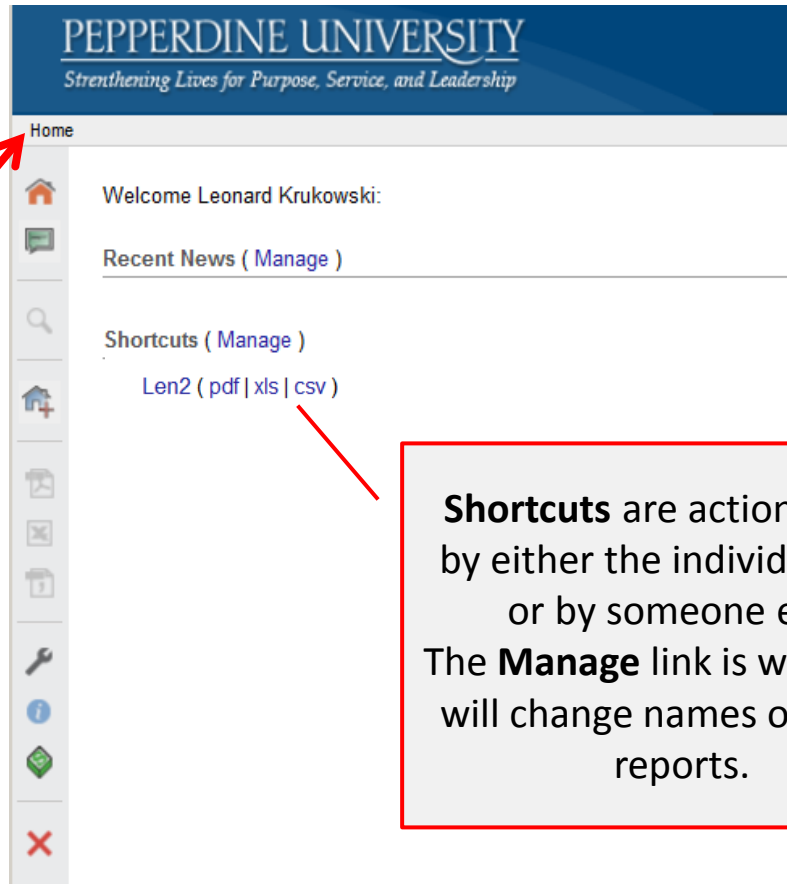 PEPPERDINE UNIVERSITY
Strenthening Lives for Purpose, Service, and Leadership
Home
Welcome Leonard Krukowski:
Recent News ( Manage )
Shortcuts ( Manage )
Len2 ( pdf | xls | csv )
Shortcuts are action
by either the individ
or by someone e
The Manage link is w
will change names o
reports.